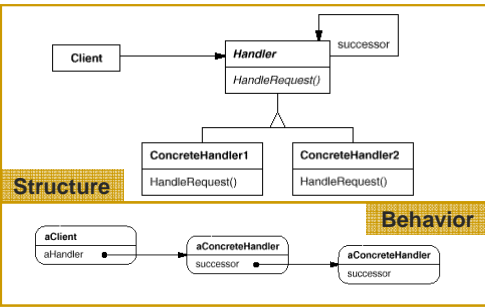 Client
Handler
HandleRequest()
successor
ConcreteHandler1
HandleRequest()
ConcreteHandler2
HandleRequest()
Structure
Behavior
aClient
aHandler
aConcreteHandler
successor
aConcreteHandler
successor